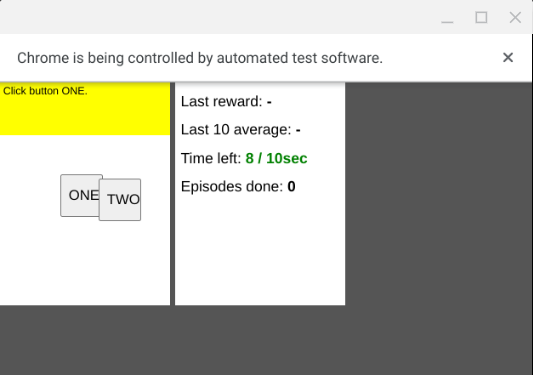 Chrome is being controlled by automated test software.
Click button ONE.
Last reward: -
Last 10 average: -
Time left: 8 / 10sec
Episodes done: 0
ONE
TWO